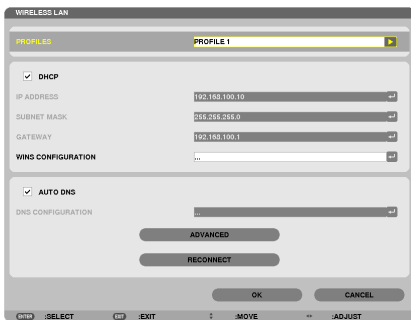 WIRELESS LAN
PROFILES PROFILE 1
DHCP
IP ADDRESS 192.168.100.10
SUBNET MASK 255.255.255.0
GATEWAY 192.168.100.1
WINS CONFIGURATION ...
AUTO DNS
DNS CONFIGURATION ...
ADVANCED
RECONNECT
OK CANCEL
ENTER :SELECT EXIT :EXIT :MOVE :ADJUST